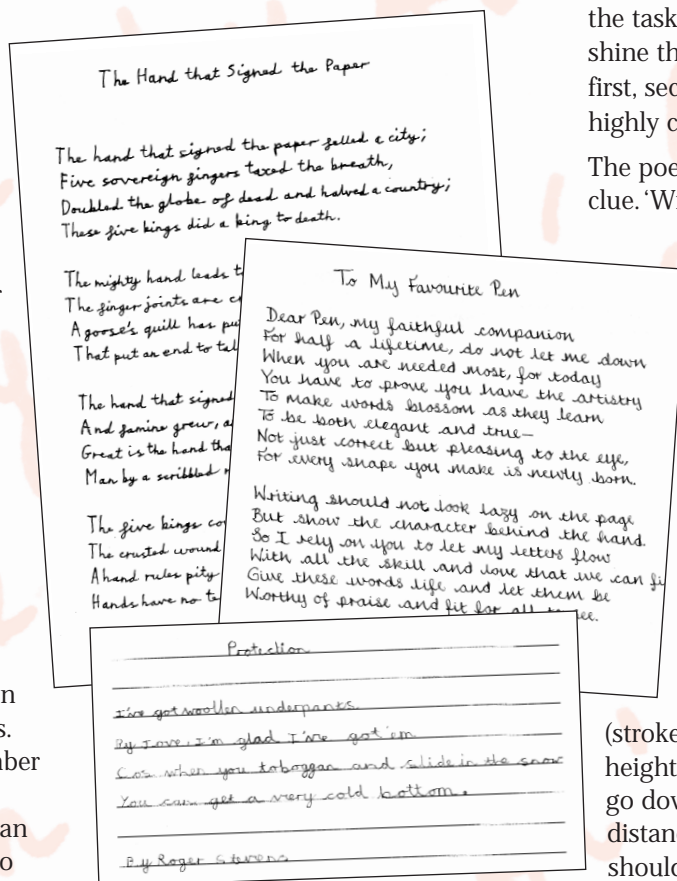 The Hand that Signed the Paper
The hand that signed the paper felled a city;
Five sovereign fingers taxed the breath,
Doubled the globe of dead and halved a country;
These five kings did a king to death.
The mighty hand leads t
The finger joints are c
A goose's quill has pu
That put an end to tal
The hand that signed
And famine grew, a
Great is the hand tha
Man by a scribbled
The five kings co
The crusted wound
A hand rules pity
Hands have no te
To My Favourite Pen
Dear Pen, my faithful companion
For half a lifetime, do not let me down
When you are needed most, for today
You have to prove you have the artistry
To make words blossom as they learn
To be both elegant and true—
Not just correct but pleasing to the eye,
For every shape you make is newly born.
Writing should not look lazy on the page
But show the character behind the hand.
So I rely on you to let my letters flow
With all the skill and love that we can fi
Give these words life and let them be
Worthy of praise and fit for all to see.
Protection
I've got woollen underpants.
By Jove, I'm glad I've got 'em
Cos when you toboggan and slide in the snow
You can get a very cold bottom.
By Roger Stevens
n
s.
ber
an
o
the task
shine th
first, sec
highly c
The poe
clue. 'W
(stroke
height
go dov
distan
should